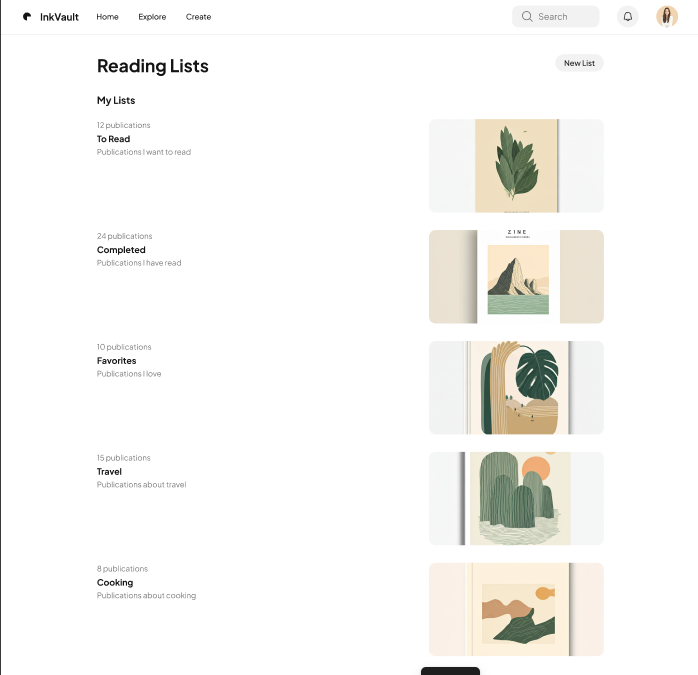 InkVault
Home
Explore
Create
Search
Reading Lists
New List
My Lists
12 publications
To Read
Publications I want to read
24 publications
Completed
Publications I have read
ZINE
10 publications
Favorites
Publications I love
15 publications
Travel
Publications about travel
8 publications
Cooking
Publications about cooking